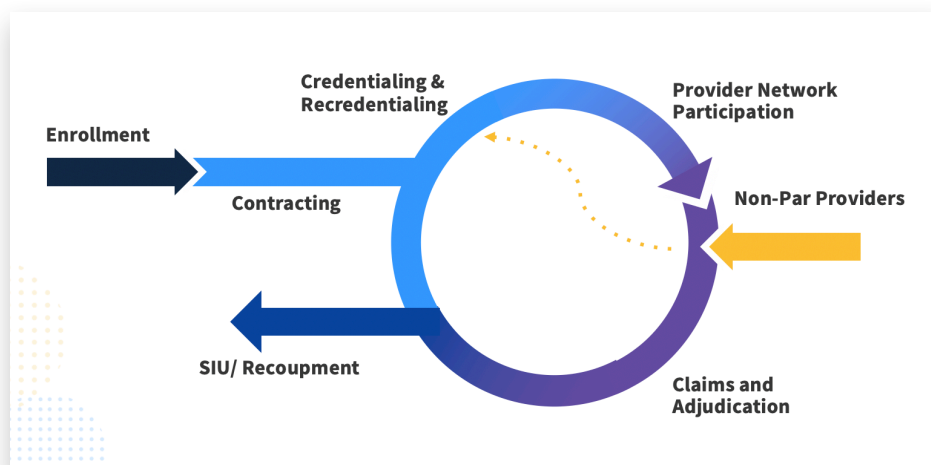 Credentialing &
Recredentialing
Provider Network
Participation
Enrollment
Contracting
Non-Par Providers
SIU/ Recoupment
Claims and
Adjudication